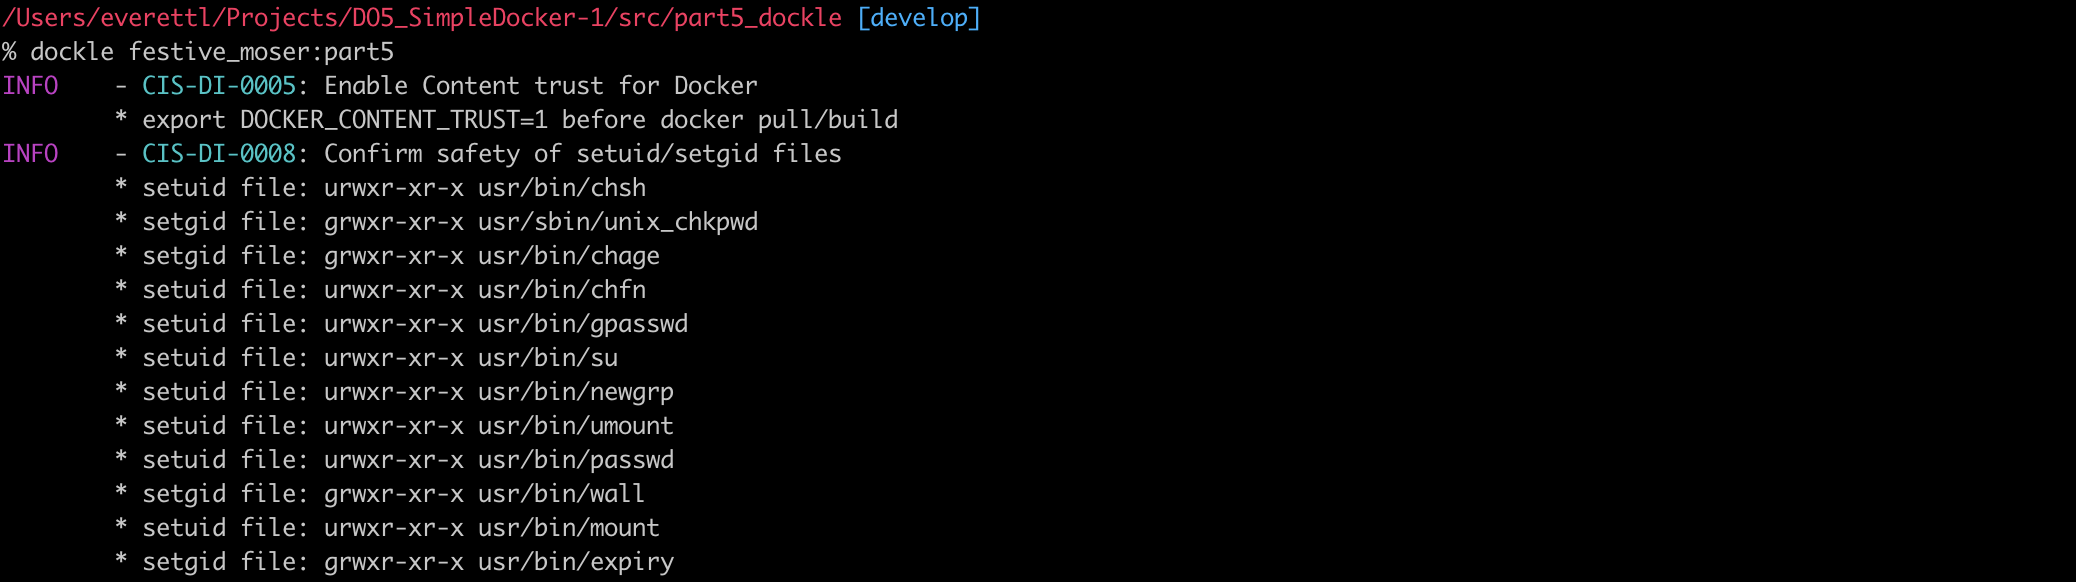 /Users/everettl/Projects/DO5_SimpleDocker-1/src/part5_dockle [develop]
% dockle festive_moser:part5
INFO    - CIS-DI-0005: Enable Content trust for Docker
        * export DOCKER_CONTENT_TRUST=1 before docker pull/build
INFO    - CIS-DI-0008: Confirm safety of setuid/setgid files
        * setuid file: urwxr-xr-x usr/bin/chsh
        * setgid file: grwxr-xr-x usr/sbin/unix_chkpwd
        * setgid file: grwxr-xr-x usr/bin/chage
        * setuid file: urwxr-xr-x usr/bin/chfn
        * setuid file: urwxr-xr-x usr/bin/gpasswd
        * setuid file: urwxr-xr-x usr/bin/su
        * setuid file: urwxr-xr-x usr/bin/newgrp
        * setuid file: urwxr-xr-x usr/bin/umount
        * setuid file: urwxr-xr-x usr/bin/passwd
        * setgid file: grwxr-xr-x usr/bin/wall
        * setuid file: urwxr-xr-x usr/bin/mount
        * setgid file: grwxr-xr-x usr/bin/expiry